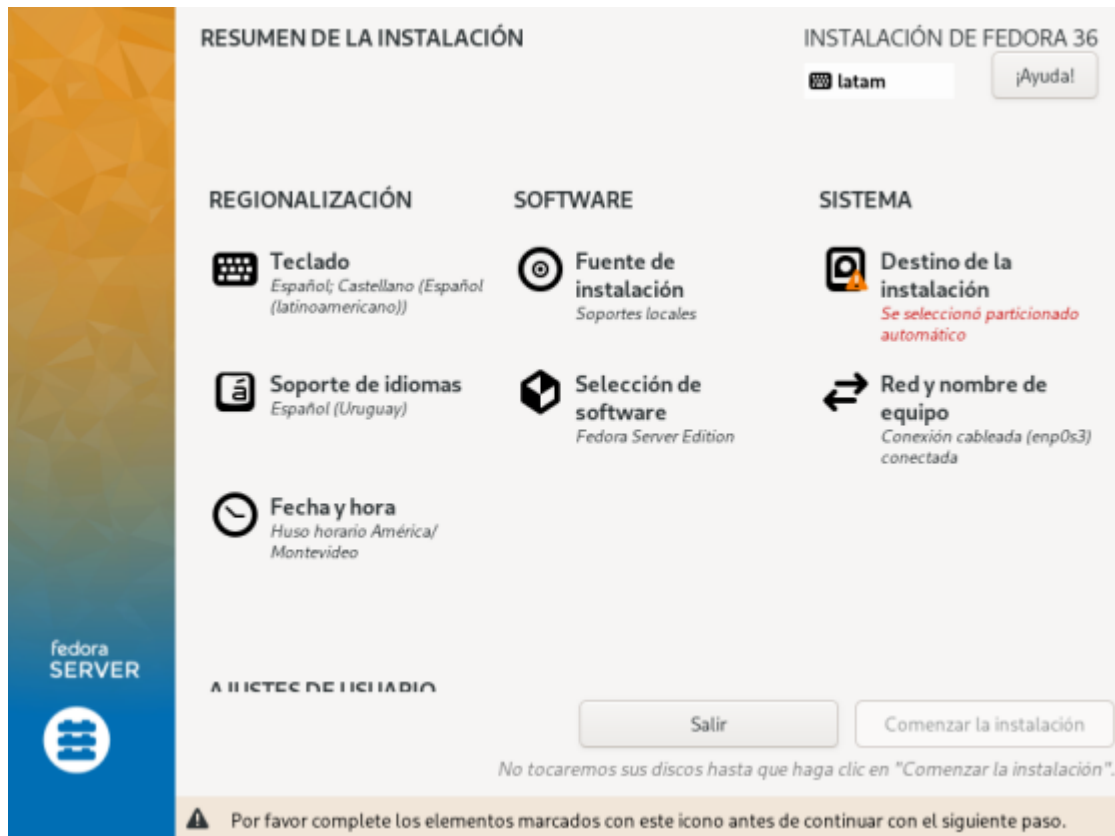 RESUMEN DE LA INSTALACIÓN
INSTALACIÓN DE FEDORA 36
latam
¡Ayuda!
REGIONALIZACIÓN
Teclado
Español; Castellano (Español
(latinoamericano))
á
Soporte de idiomas
Español (Uruguay)
Fecha y hora
Huso horario América/
Montevideo
SOFTWARE
Fuente de
instalación
Soportes locales
Selección de
software
Fedora Server Edition
SISTEMA
Destino de la
instalación
Se seleccionó particionado
automático
Red y nombre de
equipo
Conexión cableada (enp0s3)
conectada
fedora
SERVER
AJUSTES DE USUARIO
Salir
Comenzar la instalación
No tocaremos sus discos hasta que haga clic en "Comenzar la instalación".
Por favor complete los elementos marcados con este icono antes de continuar con el siguiente paso.